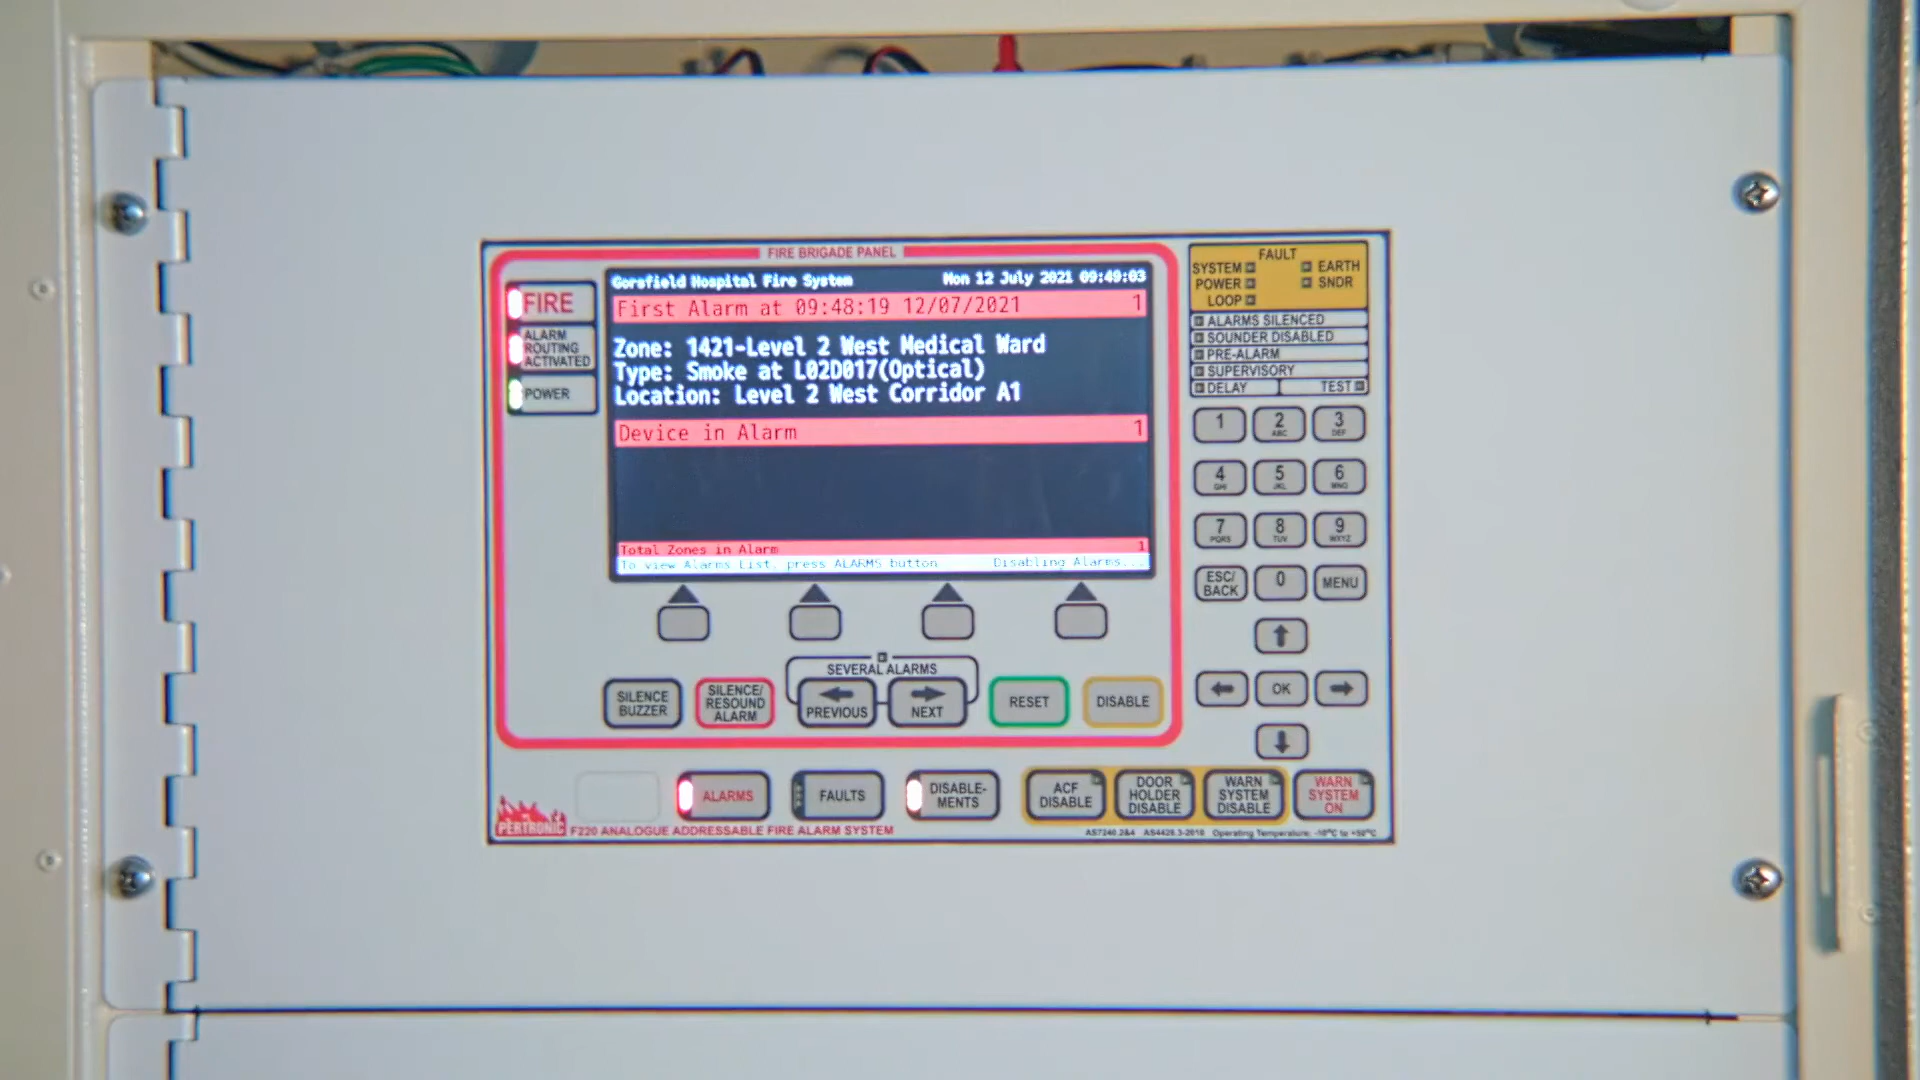 FIRE BRIGADE PANEL
Gorsfield Hospital Fire System Mon 12 July 2021 09:49:03
First Alarm at 09:48:19 12/07/2021 1
Zone: 1421-Level 2 West Medical Ward
Type: Smoke at L02D017(Optical)
Location: Level 2 West Corridor A1
Device in Alarm 1
Total Zones in Alarm 1
To view Alarms List, press ALARMS button Disabling Alarms...
FIRE
ALARM
ROUTING
ACTIVATED
POWER
FAULT
SYSTEM EARTH
POWER SNDR
LOOP
ALARMS SILENCED
SOUNDER DISABLED
PRE-ALARM
SUPERVISORY
DELAY TEST
1 2 3
ABC DEF
4 5 6
GHI JKL MNO
7 8 9
PQRS TUV WXYZ
ESC/
BACK
0
MENU
OK
SEVERAL ALARMS
SILENCE
BUZZER
SILENCE/
RESOUND
ALARM
PREVIOUS
NEXT
RESET
DISABLE
ALARMS
FAULTS
DISABLE-
MENTS
ACF
DISABLE
DOOR
HOLDER
DISABLE
WARN
SYSTEM
DISABLE
WARN
SYSTEM
ON
PERTRONIC
F220 ANALOGUE ADDRESSABLE FIRE ALARM SYSTEM
AS7240.2&4 AS4428.3-2010 Operating Temperature: -10°C to +50°C